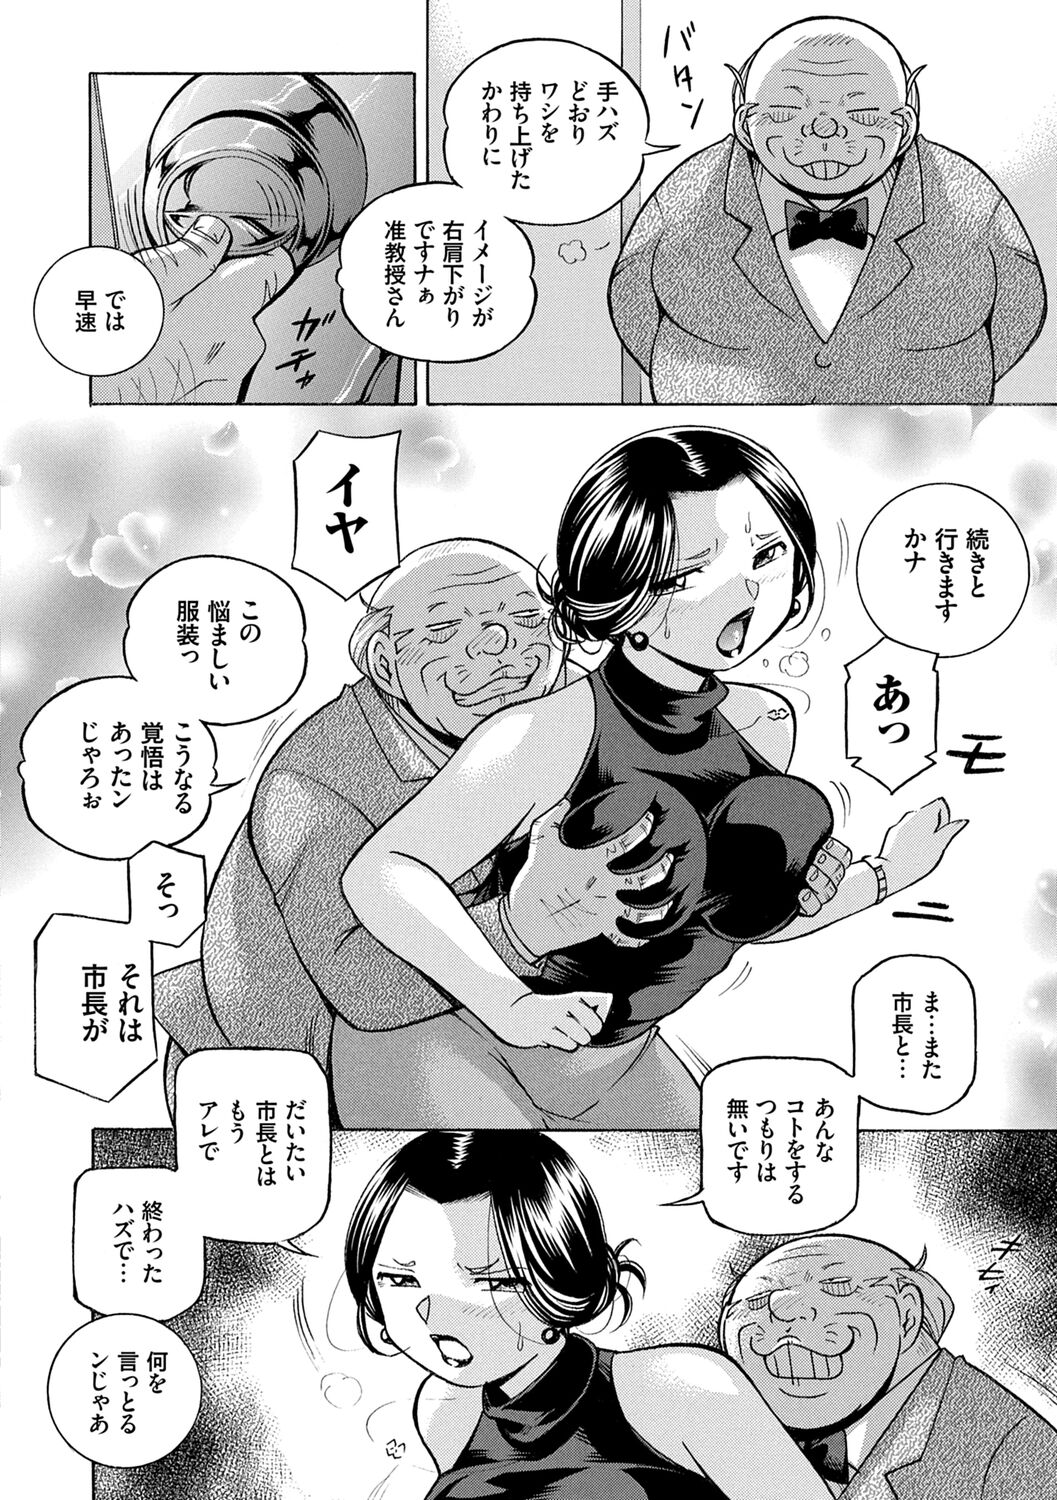 バタン
手ハズ
どおり
ワシを
持ち上げた
かわりに
イメージが
右肩下がり
ですナぁ
准教授さん
ガチャ
では
早速
続きと
行きます
かナ
あっ
モミ
ニ
イヤ
この
悩ましい
服装っ
こうなる
覚悟は
あったン
じゃろぉ
そっ
それは
市長が
ま…また
市長と…
あんな
コトをする
つもりは
無いです
だいたい
市長とは
もう
アレで
終わった
ハズで…
ニヤニヤ
何を
言っとる
ンじゃあ